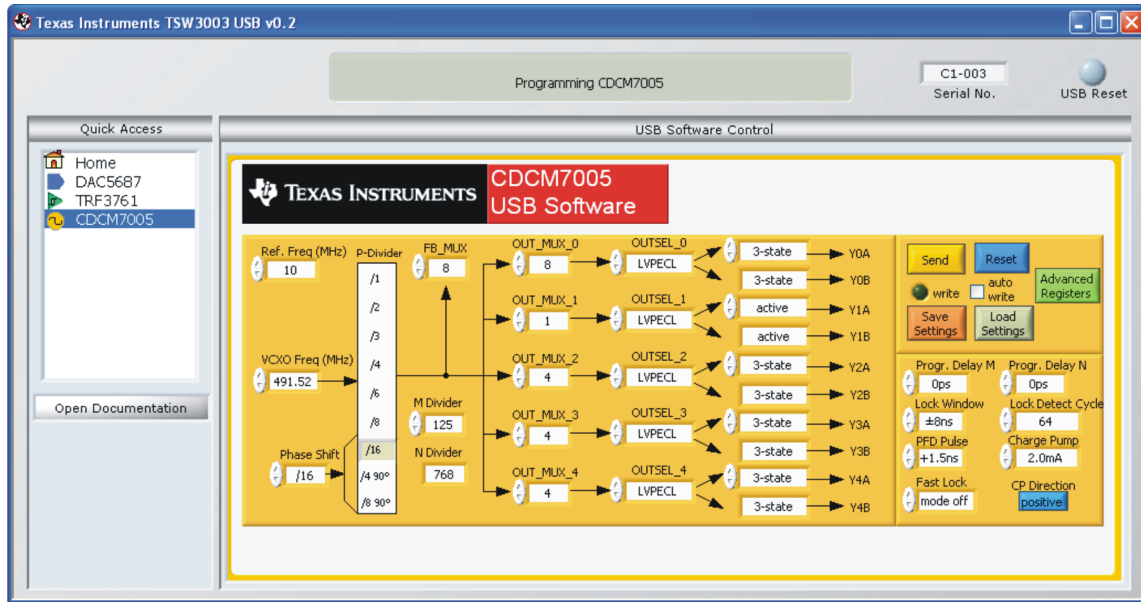 Texas Instruments TSW3003 USB v0.2
Programming CDCM7005
C1-003
Serial No.
USB Reset
Quick Access
USB Software Control
Home
DAC5687
TRF3761
CDCM7005
Open Documentation
TEXAS INSTRUMENTS
CDCM7005
USB Software
Ref. Freq (MHz)
10
VCXO Freq (MHz)
491.52
Phase Shift
/16
P-Divider
/1
/2
/3
/4
/6
/8
/16
/4 90º
/8 90º
FB_MUX
8
M Divider
125
N Divider
768
OUT_MUX_0
8
OUTSEL_0
LVPECL
3-state
Y0A
3-state
Y0B
OUT_MUX_1
1
OUTSEL_1
LVPECL
active
Y1A
active
Y1B
OUT_MUX_2
4
OUTSEL_2
LVPECL
3-state
Y2A
3-state
Y2B
OUT_MUX_3
4
OUTSEL_3
LVPECL
3-state
Y3A
3-state
Y3B
OUT_MUX_4
4
OUTSEL_4
LVPECL
3-state
Y4A
3-state
Y4B
Send
Reset
write
auto
write
Advanced
Registers
Save
Settings
Load
Settings
Progr. Delay M
0ps
Progr. Delay N
0ps
Lock Window
±8ns
Lock Detect Cycle
64
PFD Pulse
+1.5ns
Charge Pump
2.0mA
Fast Lock
mode off
CP Direction
positive